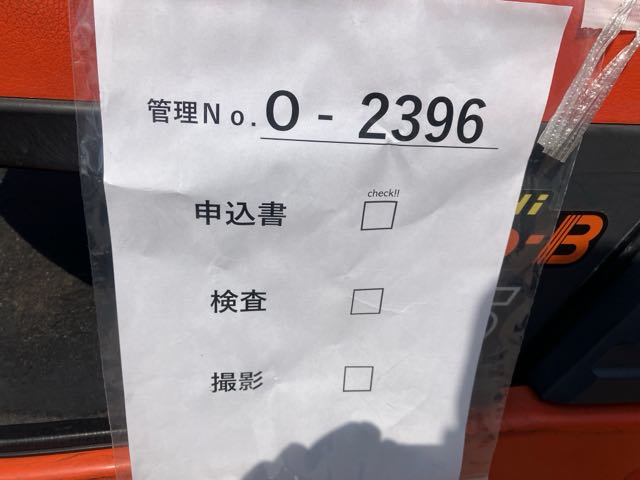 管理No. O - 2396
check!!
申込書 □
検査 □
撮影 □
-B